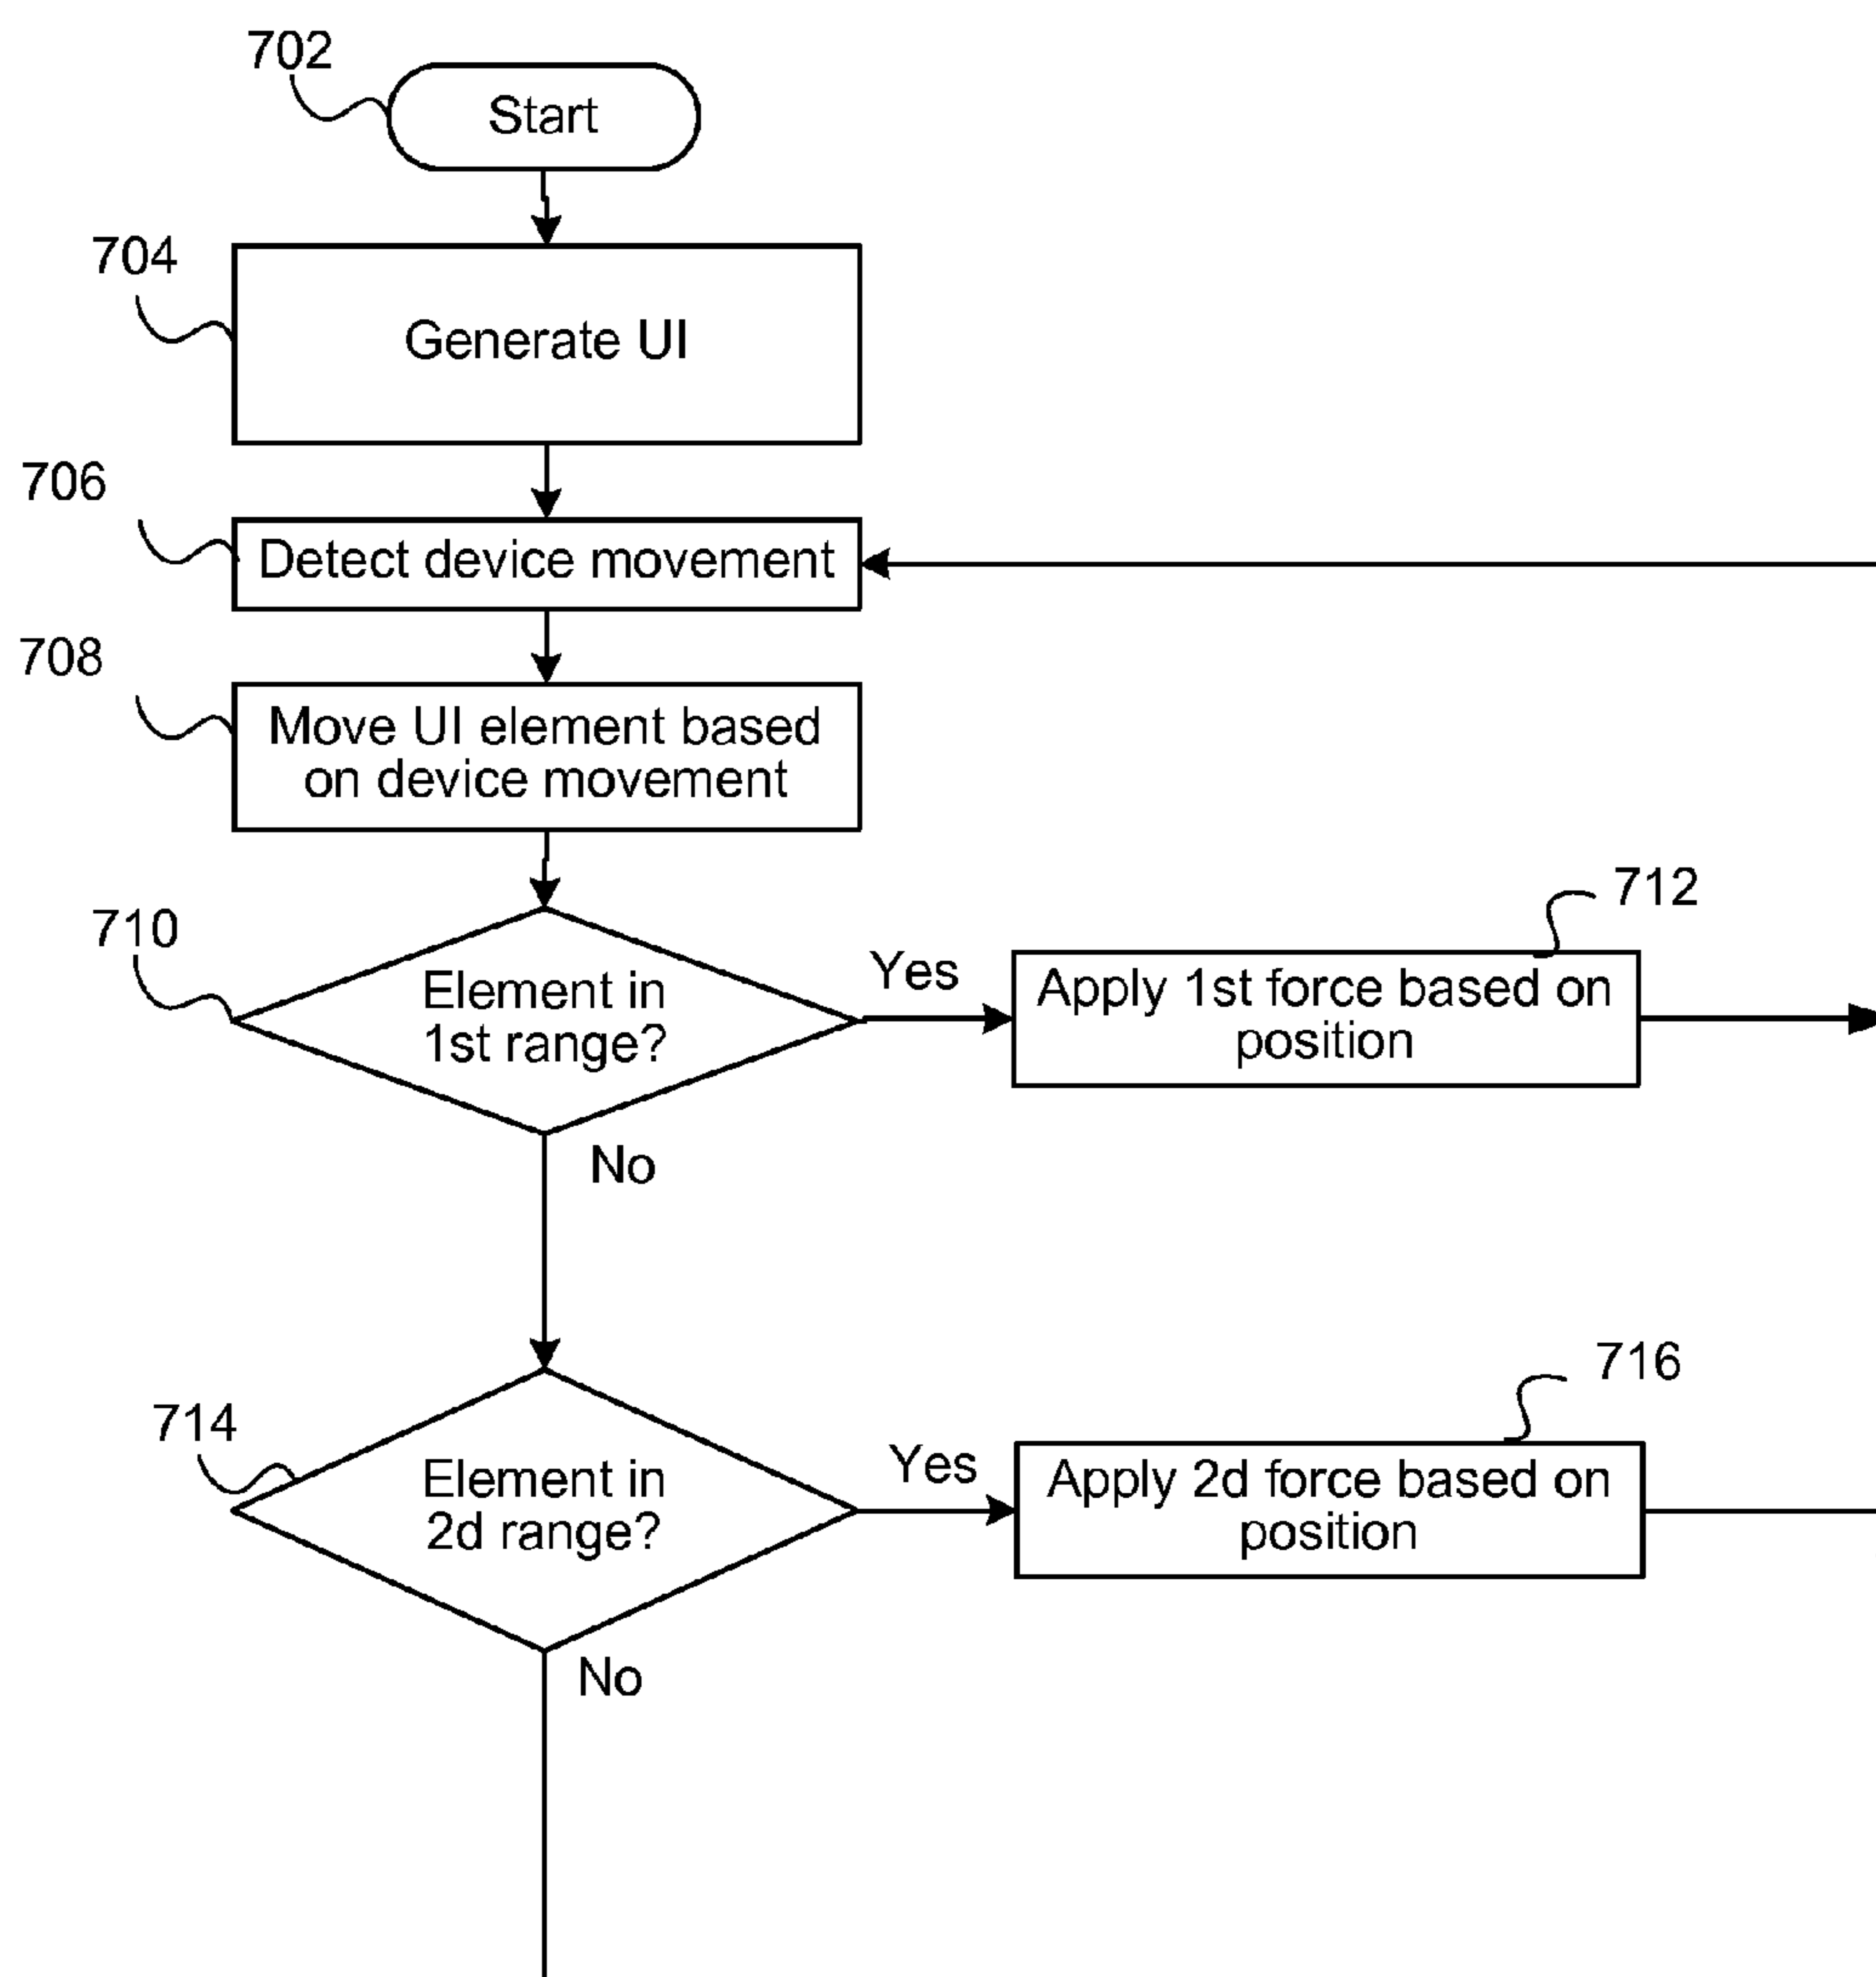 702
Start
704
Generate UI
706
Detect device movement
708
Move UI element based
on device movement
710
Element in
1st range?
Yes
712
Apply 1st force based on
position
No
714
Element in
2d range?
Yes
716
Apply 2d force based on
position
No